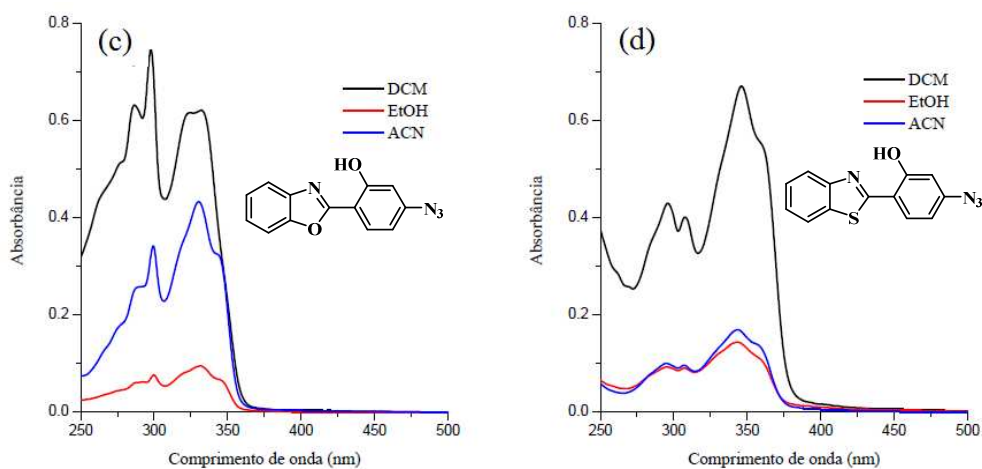 (c)
0.8
0.6
0.4
0.2
0.0
Absorbância
DCM
EtOH
ACN
HO
N
O
N3
250 300 350 400 450 500
Comprimento de onda (nm)
(d)
0.8
0.6
0.4
0.2
0.0
Absorbância
DCM
EtOH
ACN
HO
N
S
N3
250 300 350 400 450 500
Comprimento de onda (nm)